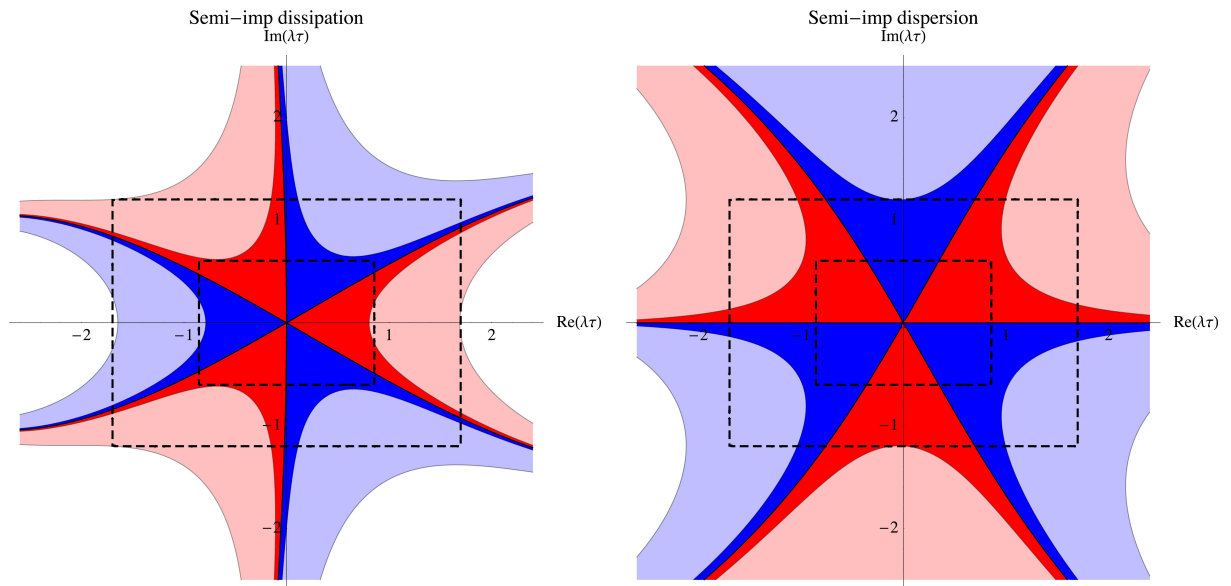 Semi−imp dissipation
Im(λτ)
2
1
−2
−1
1
2
Re(λτ)
−1
−2
Semi−imp dispersion
Im(λτ)
2
1
−2
−1
1
2
Re(λτ)
−1
−2